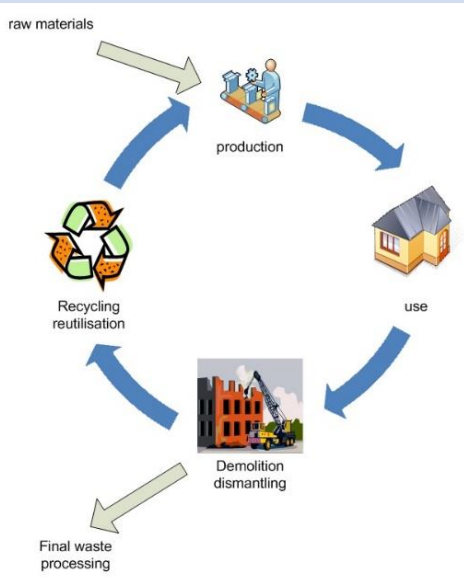 raw materials
production
use
Recycling
reutilisation
Demolition
dismantling
Final waste
processing